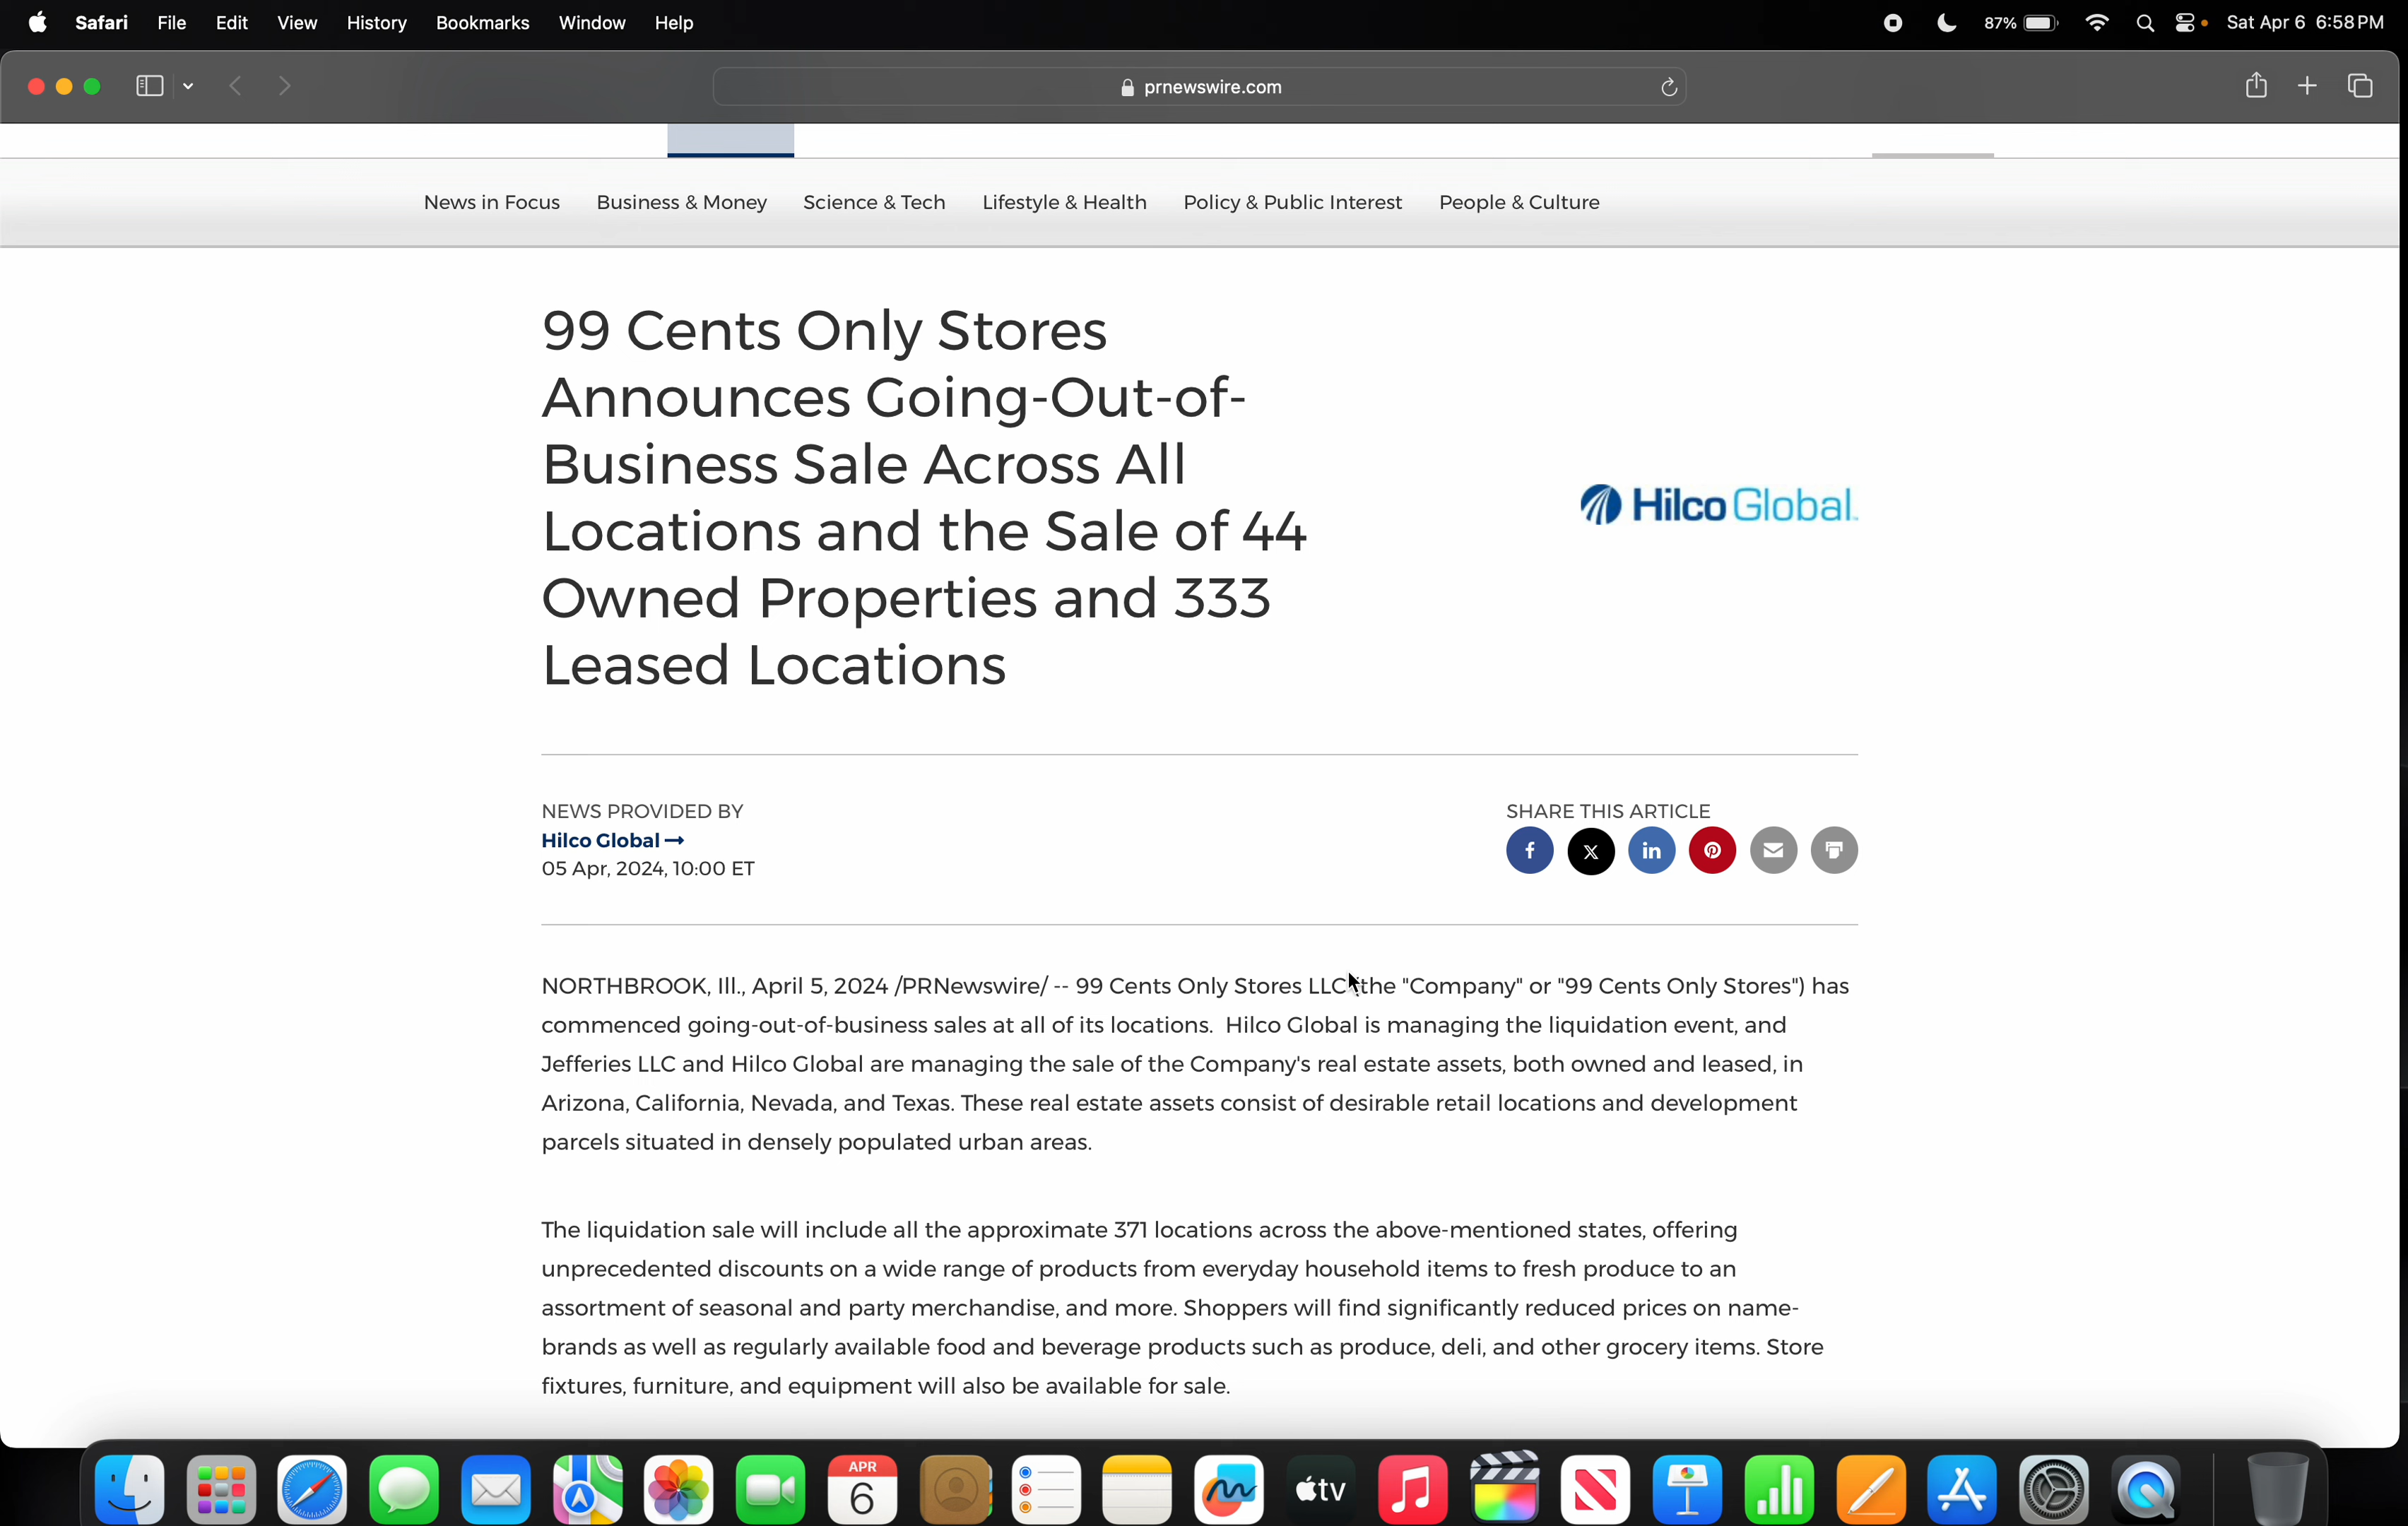 Safari File Edit View History Bookmarks Window Help 87% Sat Apr 6 6:58 PM
prnewswire.com
News in Focus Business & Money Science & Tech Lifestyle & Health Policy & Public Interest People & Culture
99 Cents Only Stores
Announces Going-Out-of-
Business Sale Across All
Locations and the Sale of 44
Owned Properties and 333
Leased Locations
Hilco Global
NEWS PROVIDED BY
Hilco Global →
05 Apr, 2024, 10:00 ET
SHARE THIS ARTICLE
NORTHBROOK, Ill., April 5, 2024 /PRNewswire/ -- 99 Cents Only Stores LLC (the "Company" or "99 Cents Only Stores") has
commenced going-out-of-business sales at all of its locations. Hilco Global is managing the liquidation event, and
Jefferies LLC and Hilco Global are managing the sale of the Company's real estate assets, both owned and leased, in
Arizona, California, Nevada, and Texas. These real estate assets consist of desirable retail locations and development
parcels situated in densely populated urban areas.
The liquidation sale will include all the approximate 371 locations across the above-mentioned states, offering
unprecedented discounts on a wide range of products from everyday household items to fresh produce to an
assortment of seasonal and party merchandise, and more. Shoppers will find significantly reduced prices on name-
brands as well as regularly available food and beverage products such as produce, deli, and other grocery items. Store
fixtures, furniture, and equipment will also be available for sale.
APR
6
tv